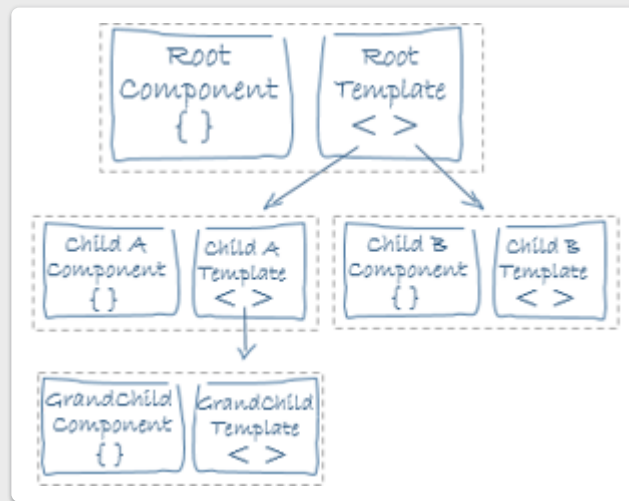 Root
Component
{ }
Root
Template
< >
Child A
Component
{ }
Child A
Template
< >
Child B
Component
{ }
Child B
Template
< >
GrandChild
Component
{ }
GrandChild
Template
< >